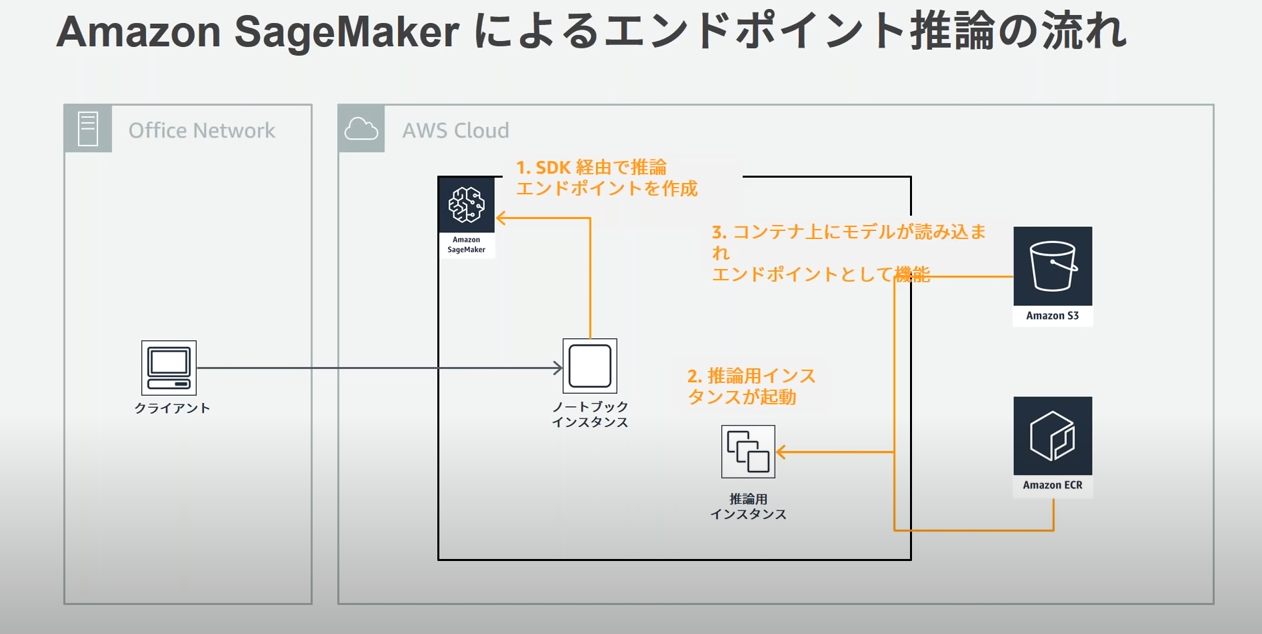 Amazon SageMaker によるエンドポイント推論の流れ
Office Network
AWS Cloud
1. SDK 経由で推論
エンドポイントを作成
Amazon
SageMaker
3. コンテナ上にモデルが読み込ま
れ
エンドポイントとして機能
Amazon S3
クライアント
ノートブック
インスタンス
2. 推論用インス
タンスが起動
推論用
インスタンス
Amazon ECR